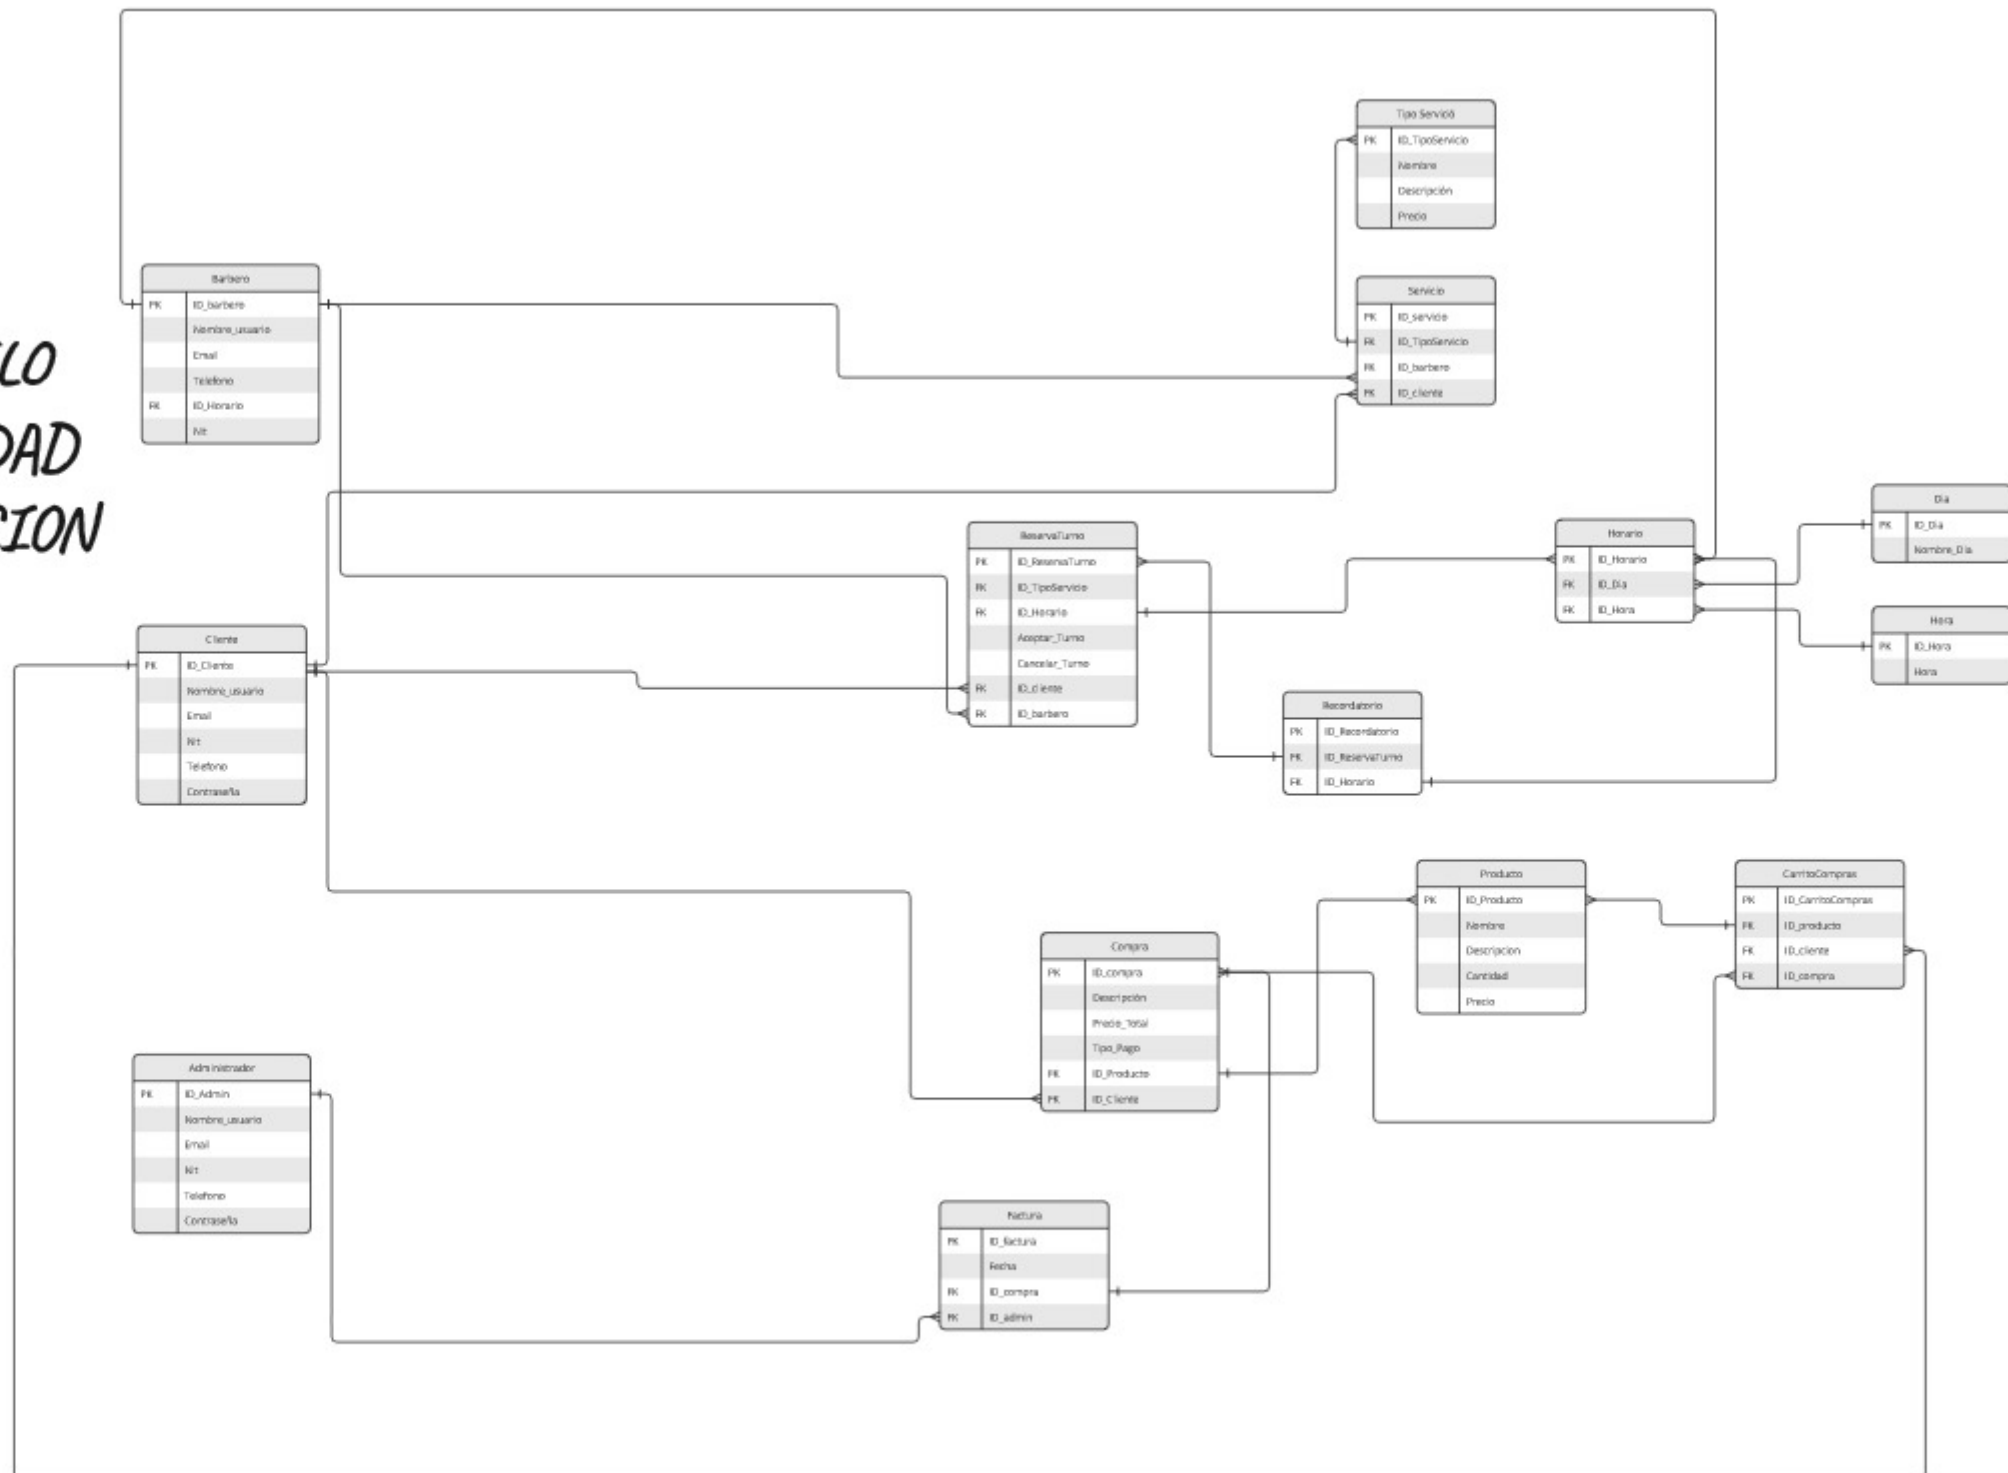 LO
DAD
CION
Tipo Servició
PK ID_TipoServicio
Nombre
Descripción
Precio
Barbero
PK ID_barbero
Nombre_usuario
Email
Telefono
FK ID_Horario
Nit
Servicio
PK ID_servicio
FK ID_TipoServicio
FK ID_barbero
FK ID_cliente
ReservaTurno
PK ID_ReservaTurno
FK ID_TipoServicio
FK ID_Horario
Aceptar_Turno
Cancelar_Turno
FK ID_cliente
FK ID_barbero
Horario
PK ID_Horario
FK ID_Día
FK ID_Hora
Día
PK ID_Dia
Nombre_Dia
Hora
PK ID_Hora
Hora
Cliente
PK ID_Cliente
Nombre_usuario
Email
Nit
Telefono
Contraseña
Recordatorio
PK ID_Recordatorio
FK ID_ReservaTurno
FK ID_Horario
Producto
PK ID_Producto
Nombre
Descripcion
Cantidad
Precio
CarritoCompras
PK ID_CarritoCompras
FK ID_producto
FK ID_cliente
FK ID_compra
Compra
PK ID_compra
Descripción
Precio_Total
Tipo_Pago
FK ID_Producto
FK ID_Cliente
Administrador
PK ID_Admin
Nombre_usuario
Email
Nit
Telefono
Contraseña
Factura
PK ID_factura
Fecha
FK ID_compra
FK ID_admin